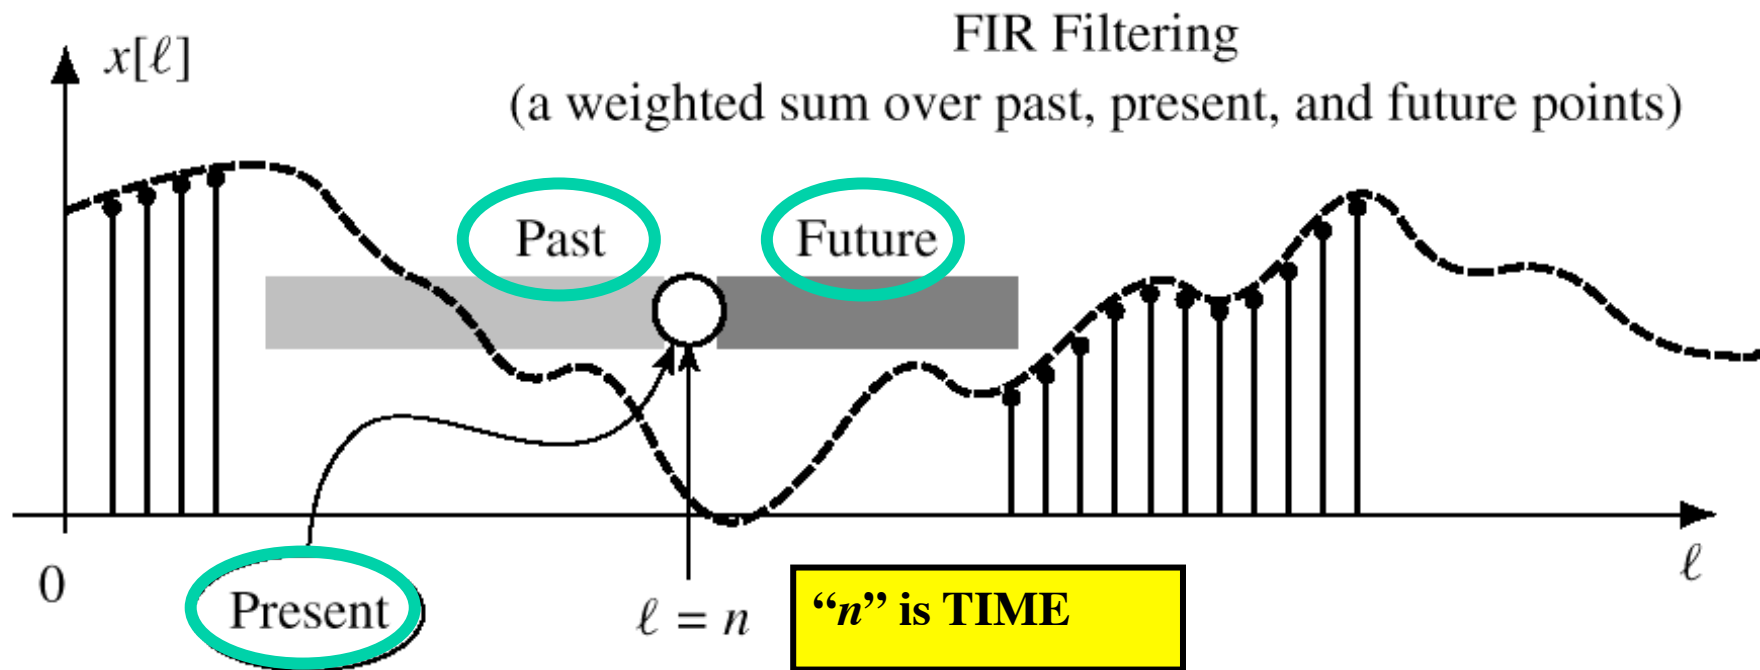 FIR Filtering
x[ℓ]
(a weighted sum over past, present, and future points)
Past
Future
0
ℓ
Present
ℓ = n
“n” is TIME